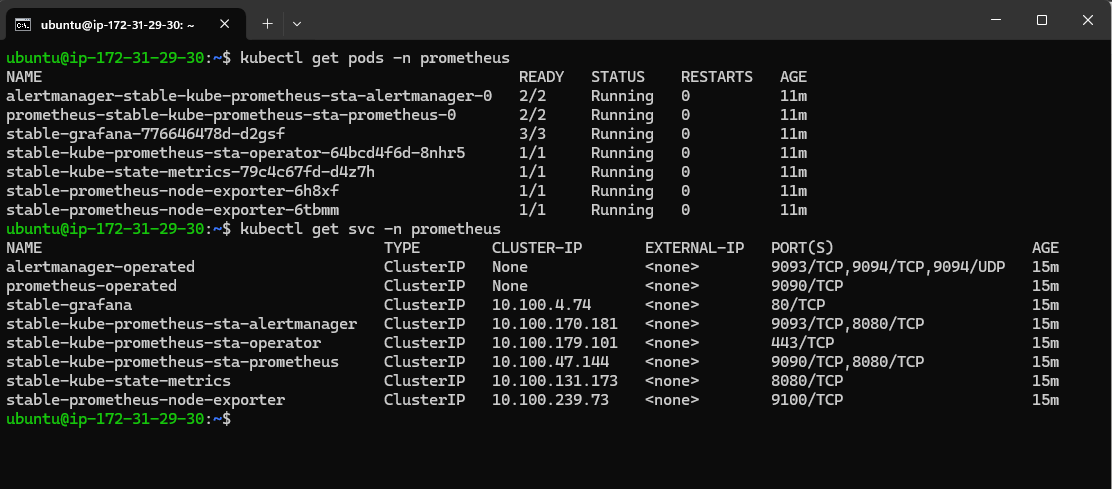 ubuntu@ip-172-31-29-30: ~
ubuntu@ip-172-31-29-30:~$ kubectl get pods -n prometheus
NAME READY STATUS RESTARTS AGE
alertmanager-stable-kube-prometheus-sta-alertmanager-0 2/2 Running 0 11m
prometheus-stable-kube-prometheus-sta-prometheus-0 2/2 Running 0 11m
stable-grafana-776646478d-d2gsf 3/3 Running 0 11m
stable-kube-prometheus-sta-operator-64bcd4f6d-8nhr5 1/1 Running 0 11m
stable-kube-state-metrics-79c4c67fd-d4z7h 1/1 Running 0 11m
stable-prometheus-node-exporter-6h8xf 1/1 Running 0 11m
stable-prometheus-node-exporter-6tbmm 1/1 Running 0 11m
ubuntu@ip-172-31-29-30:~$ kubectl get svc -n prometheus
NAME TYPE CLUSTER-IP EXTERNAL-IP PORT(S) AGE
alertmanager-operated ClusterIP None <none> 9093/TCP,9094/TCP,9094/UDP 15m
prometheus-operated ClusterIP None <none> 9090/TCP 15m
stable-grafana ClusterIP 10.100.4.74 <none> 80/TCP 15m
stable-kube-prometheus-sta-alertmanager ClusterIP 10.100.170.181 <none> 9093/TCP,8080/TCP 15m
stable-kube-prometheus-sta-operator ClusterIP 10.100.179.101 <none> 443/TCP 15m
stable-kube-prometheus-sta-prometheus ClusterIP 10.100.47.144 <none> 9090/TCP,8080/TCP 15m
stable-kube-state-metrics ClusterIP 10.100.131.173 <none> 8080/TCP 15m
stable-prometheus-node-exporter ClusterIP 10.100.239.73 <none> 9100/TCP 15m
ubuntu@ip-172-31-29-30:~$